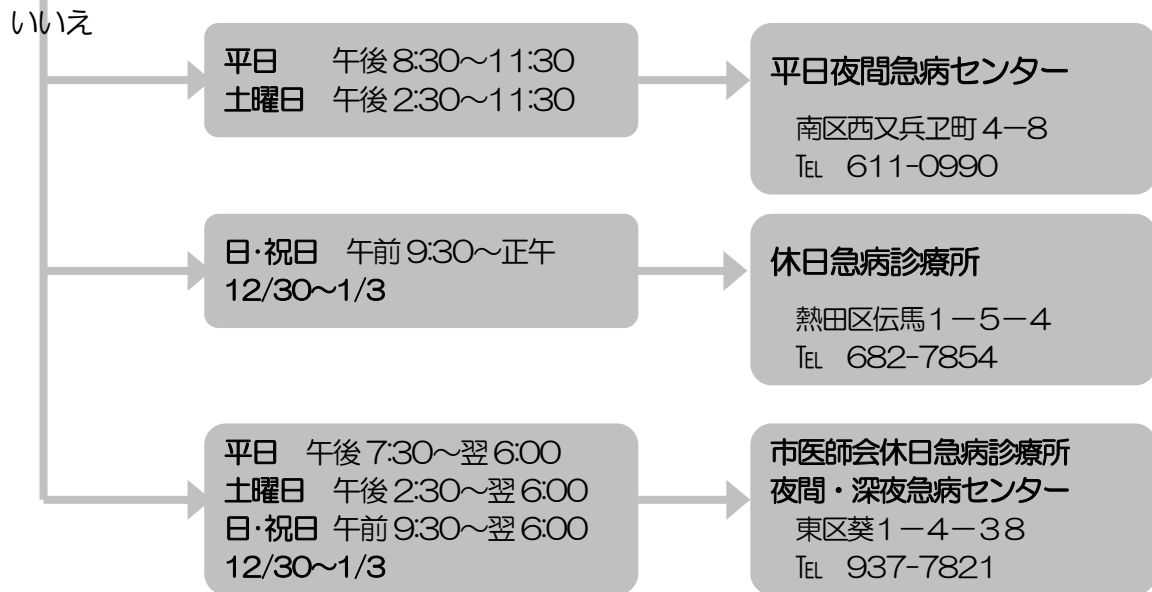 いいえ
平日　午後8:30～11:30
土曜日　午後2:30～11:30
平日夜間急病センター
南区西又兵ヱ町4－8
℡　611-0990
日・祝日　午前9:30～正午
12/30～1/3
休日急病診療所
熱田区伝馬1－5－4
℡　682-7854
平日　午後7:30～翌6:00
土曜日　午後2:30～翌6:00
日・祝日　午前9:30～翌6:00
12/30～1/3
市医師会休日急病診療所
夜間・深夜急病センター
東区葵1－4－38
℡　937-7821